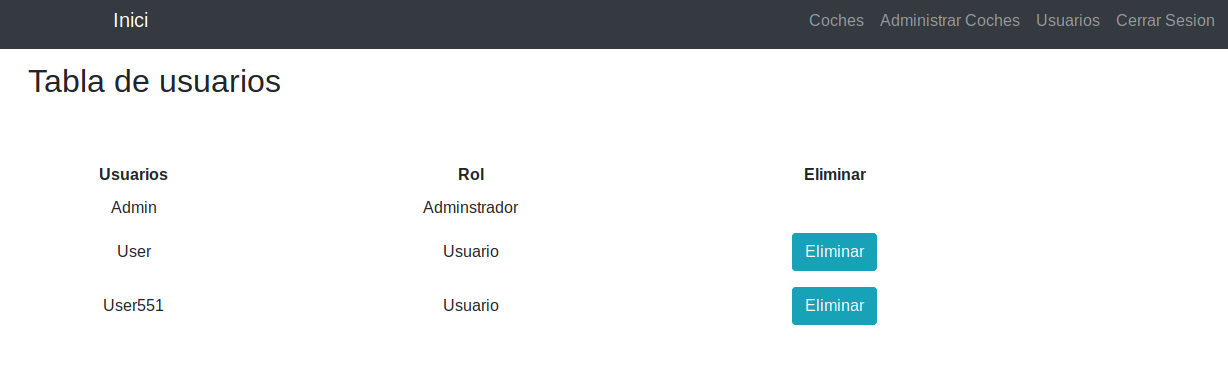 Inici Coches Administrar Coches Usuarios Cerrar Sesion
Tabla de usuarios
Usuarios Rol Eliminar
Admin Adminstrador
User Usuario Eliminar
User551 Usuario Eliminar